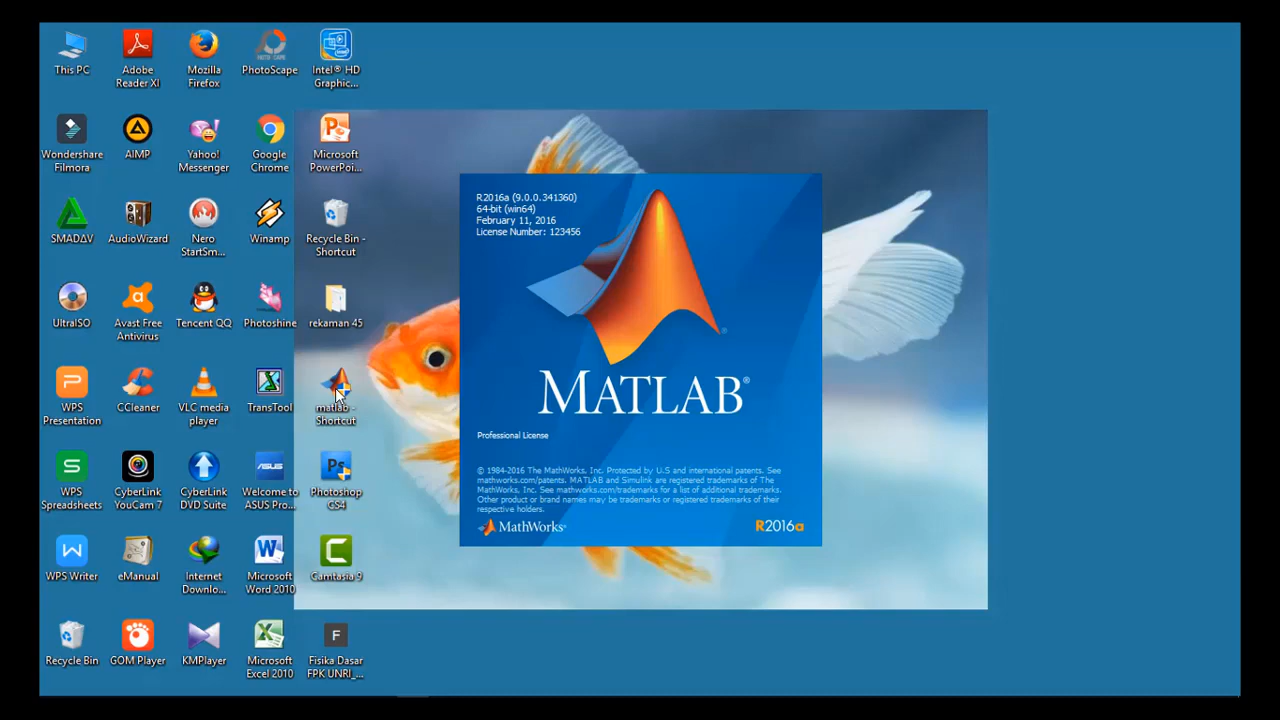 This PC
Adobe
Reader XI
Mozilla
Firefox
PHOTO SCAPE
PhotoScape
Intel® HD
Graphic...
Wondershare
Filmora
AIMP
Yahoo!
Messenger
Google
Chrome
Microsoft
PowerPoi...
SMADΔV
AudioWizard
Nero
StartSm...
Winamp
Recycle Bin -
Shortcut
UltraISO
Avast Free
Antivirus
Tencent QQ
Photoshine
rekaman 45
WPS
Presentation
CCleaner
VLC media
player
TransTool
matlab -
Shortcut
WPS
Spreadsheets
CyberLink
YouCam 7
CyberLink
DVD Suite
ASUS
Welcome to
ASUS Pro...
Ps
Photoshop
CS4
WPS Writer
eManual
Internet
Downlo...
Microsoft
Word 2010
Camtasia 9
Recycle Bin
GOM Player
KMPlayer
Microsoft
Excel 2010
F
Fisika Dasar
FPK UNRI_...
R2016a (9.0.0.341360)
64-bit (win64)
February 11, 2016
License Number: 123456
MATLAB®
Professional License
© 1984-2016 The MathWorks, Inc. Protected by U.S and international patents. See
mathworks.com/patents. MATLAB and Simulink are registered trademarks of The
MathWorks, Inc. See mathworks.com/trademarks for a list of additional trademarks.
Other product or brand names may be trademarks or registered trademarks of their
respective holders.
MathWorks®
R2016a